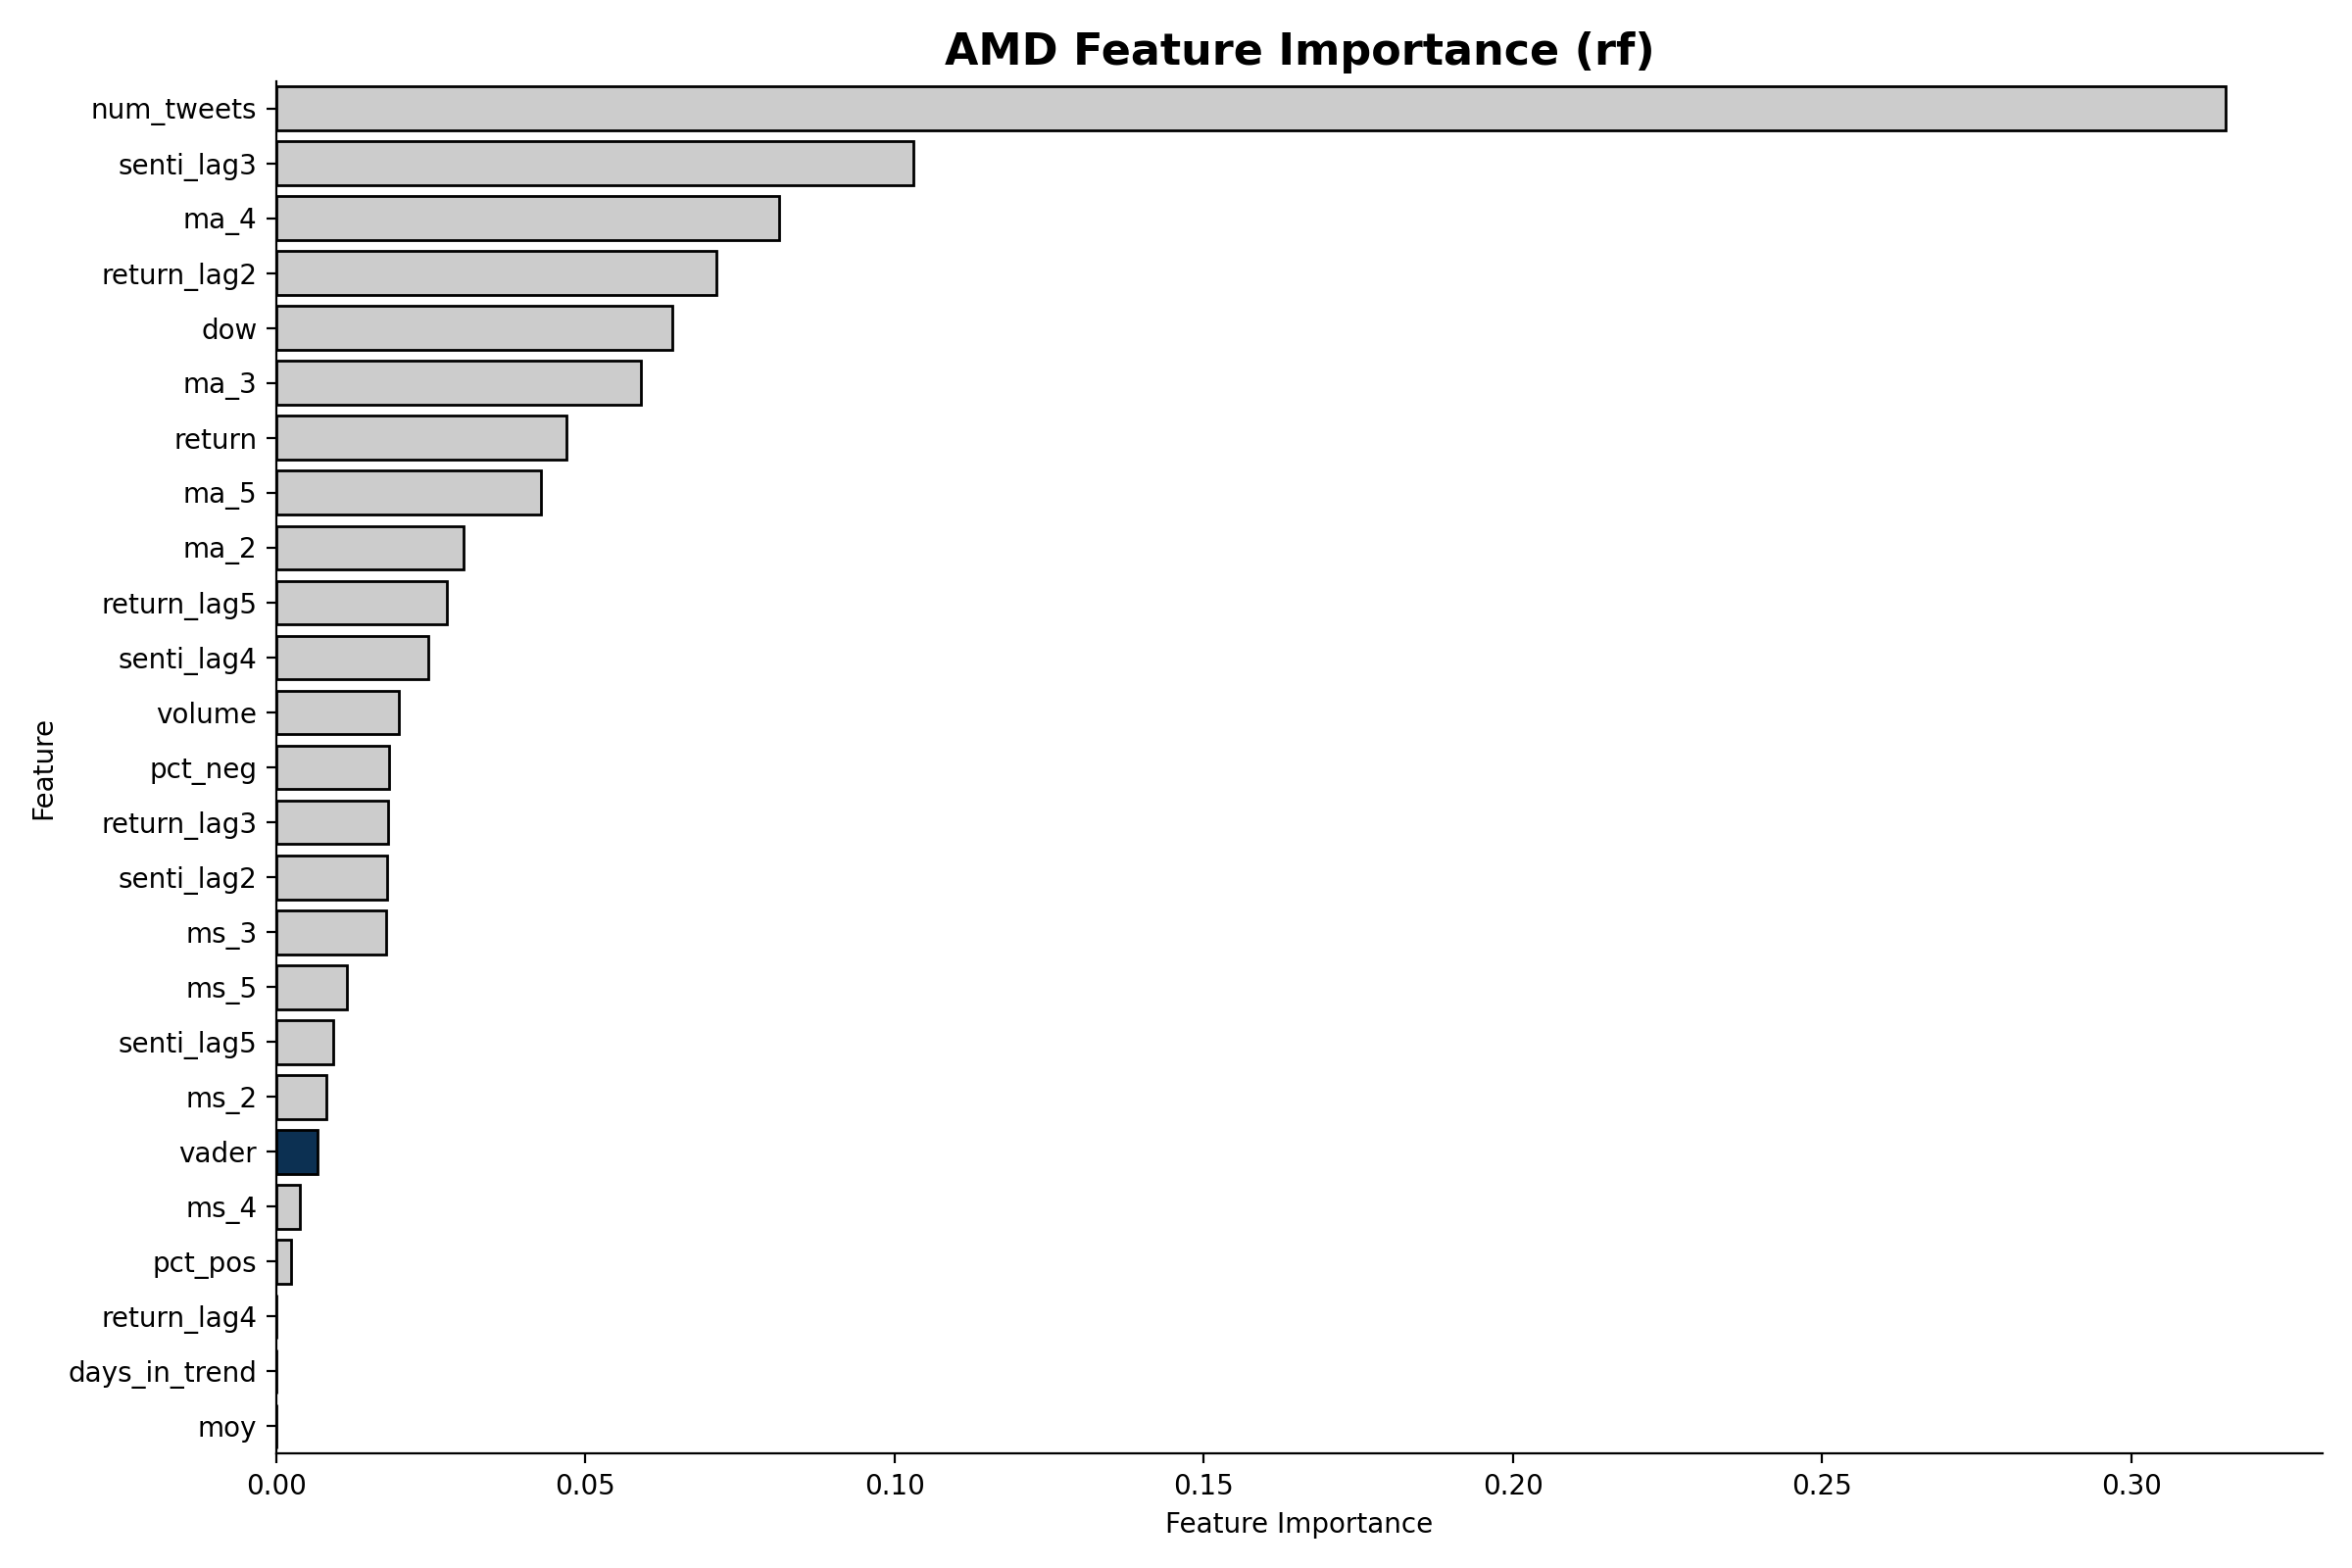 AMD Feature Importance (rf)
num_tweets
senti_lag3
ma_4
return_lag2
dow
ma_3
return
ma_5
ma_2
return_lag5
senti_lag4
volume
pct_neg
return_lag3
senti_lag2
ms_3
ms_5
senti_lag5
ms_2
vader
ms_4
pct_pos
return_lag4
days_in_trend
moy
Feature
0.00 0.05 0.10 0.15 0.20 0.25 0.30
Feature Importance